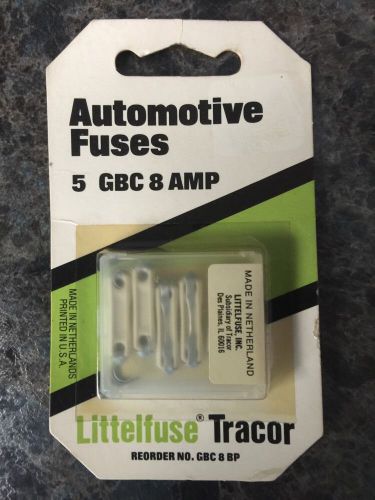 Automotive
Fuses
5 GBC 8 AMP
MADE IN NETHERLANDS
PRINTED IN U.S.A.
MADE IN NETHERLAND
LITTELFUSE, INC.
Subsidiary of Tracor
Des Plaines, IL 60016
Littelfuse® Tracor
REORDER NO. GBC 8 BP